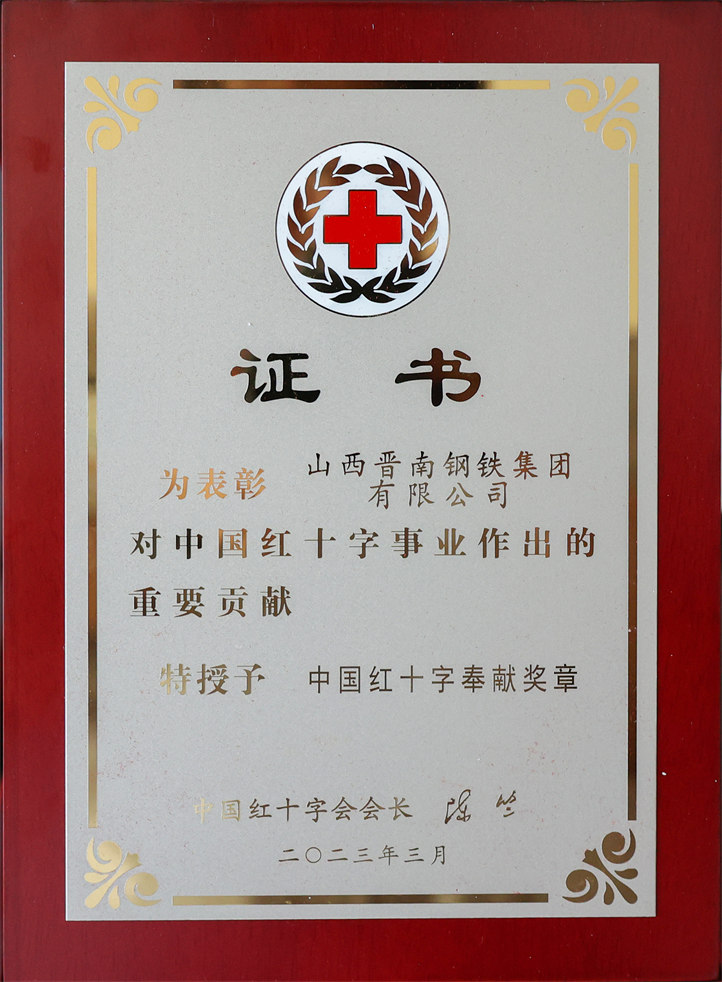 证书
为表彰 山西晋南钢铁集团
有限公司
对中国红十字事业作出的
重要贡献
特授予 中国红十字奉献奖章
中国红十字会会长 陈竺
二〇二三年三月